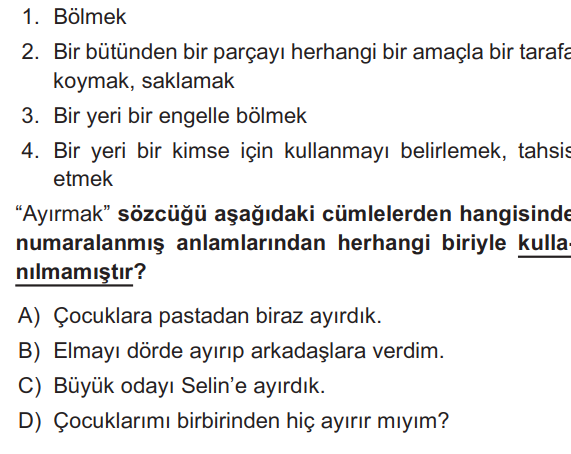 1. Bölmek
2. Bir bütünden bir parçayı herhangi bir amaçla bir tarafa
koymak, saklamak
3. Bir yeri bir engelle bölmek
4. Bir yeri bir kimse için kullanmayı belirlemek, tahsis
etmek
“Ayırmak” sözcüğü aşağıdaki cümlelerden hangisinde
numaralanmış anlamlarından herhangi biriyle kulla-
nılmamıştır?
A) Çocuklara pastadan biraz ayırdık.
B) Elmayı dörde ayırıp arkadaşlara verdim.
C) Büyük odayı Selin’e ayırdık.
D) Çocuklarımı birbirinden hiç ayırır mıyım?